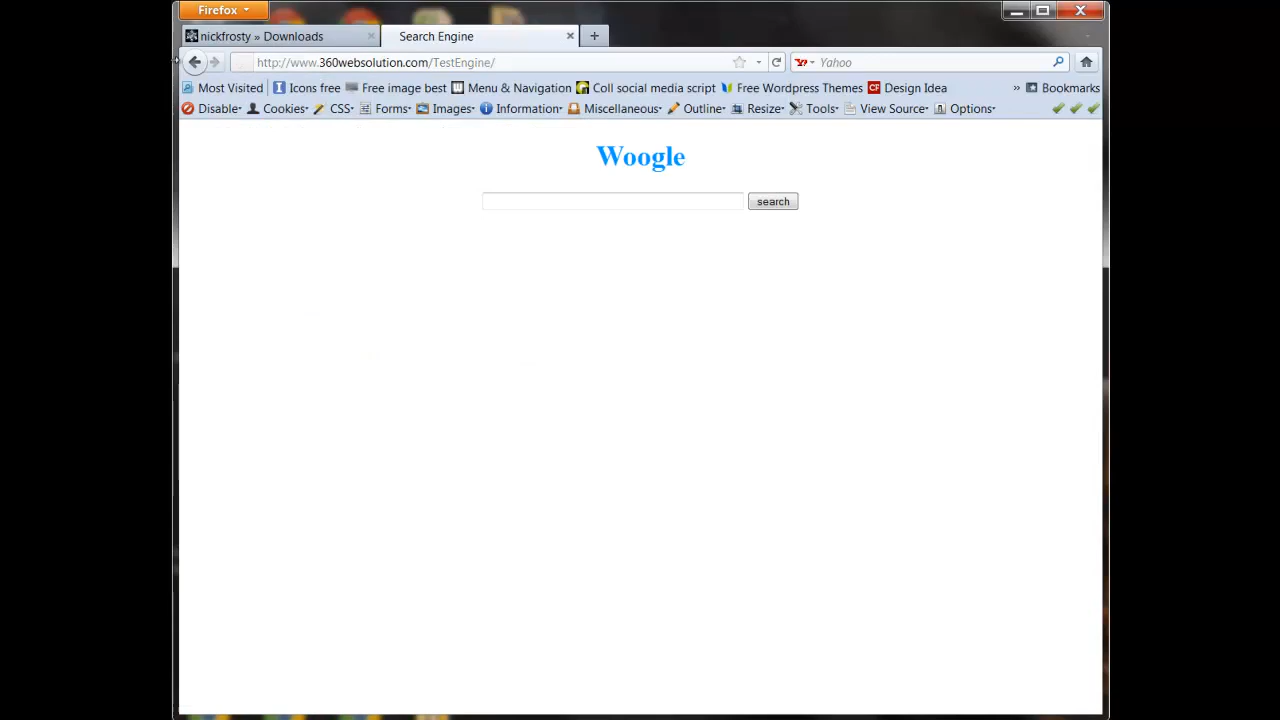 Firefox
nickfrosty » Downloads Search Engine
http://www.360websolution.com/TestEngine/ Yahoo
Most Visited Icons free Free image best Menu & Navigation Coll social media script Free Wordpress Themes Design Idea » Bookmarks
Disable Cookies CSS Forms Images Information Miscellaneous Outline Resize Tools View Source Options
Woogle
search